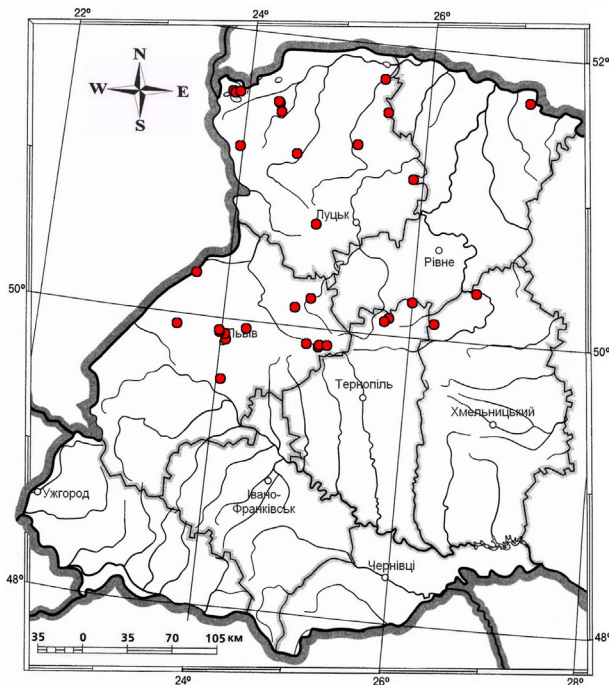 22º
24º
26º
52º
N
W E
S
Луцьк
Рівне
50º
50º
Львів
Тернопіль
Хмельницький
Ужгород
Івано-
Франківськ
Чернівці
48º
48º
35 0 35 70 105 км
24º
26º
28º